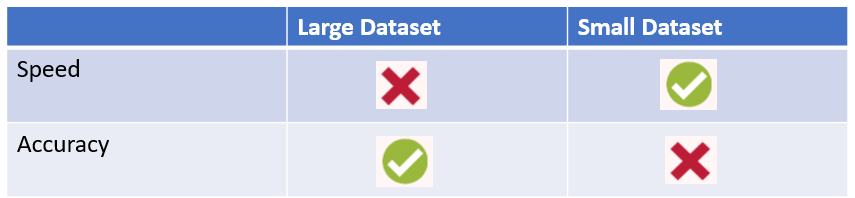 Large Dataset Small Dataset
Speed
Accuracy